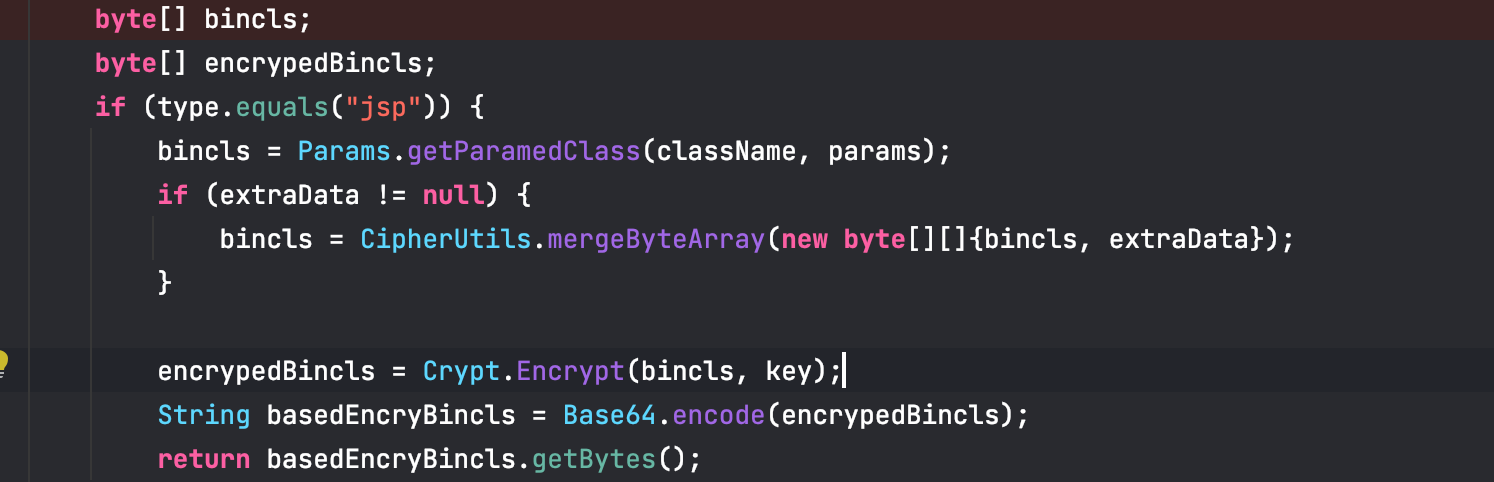 byte[] bincls;
byte[] encrypedBincls;
if (type.equals("jsp")) {
bincls = Params.getParamedClass(className, params);
if (extraData != null) {
bincls = CipherUtils.mergeByteArray(new byte[][]{bincls, extraData});
}
encrypedBincls = Crypt.Encrypt(bincls, key);
String basedEncryBincls = Base64.encode(encrypedBincls);
return basedEncryBincls.getBytes();